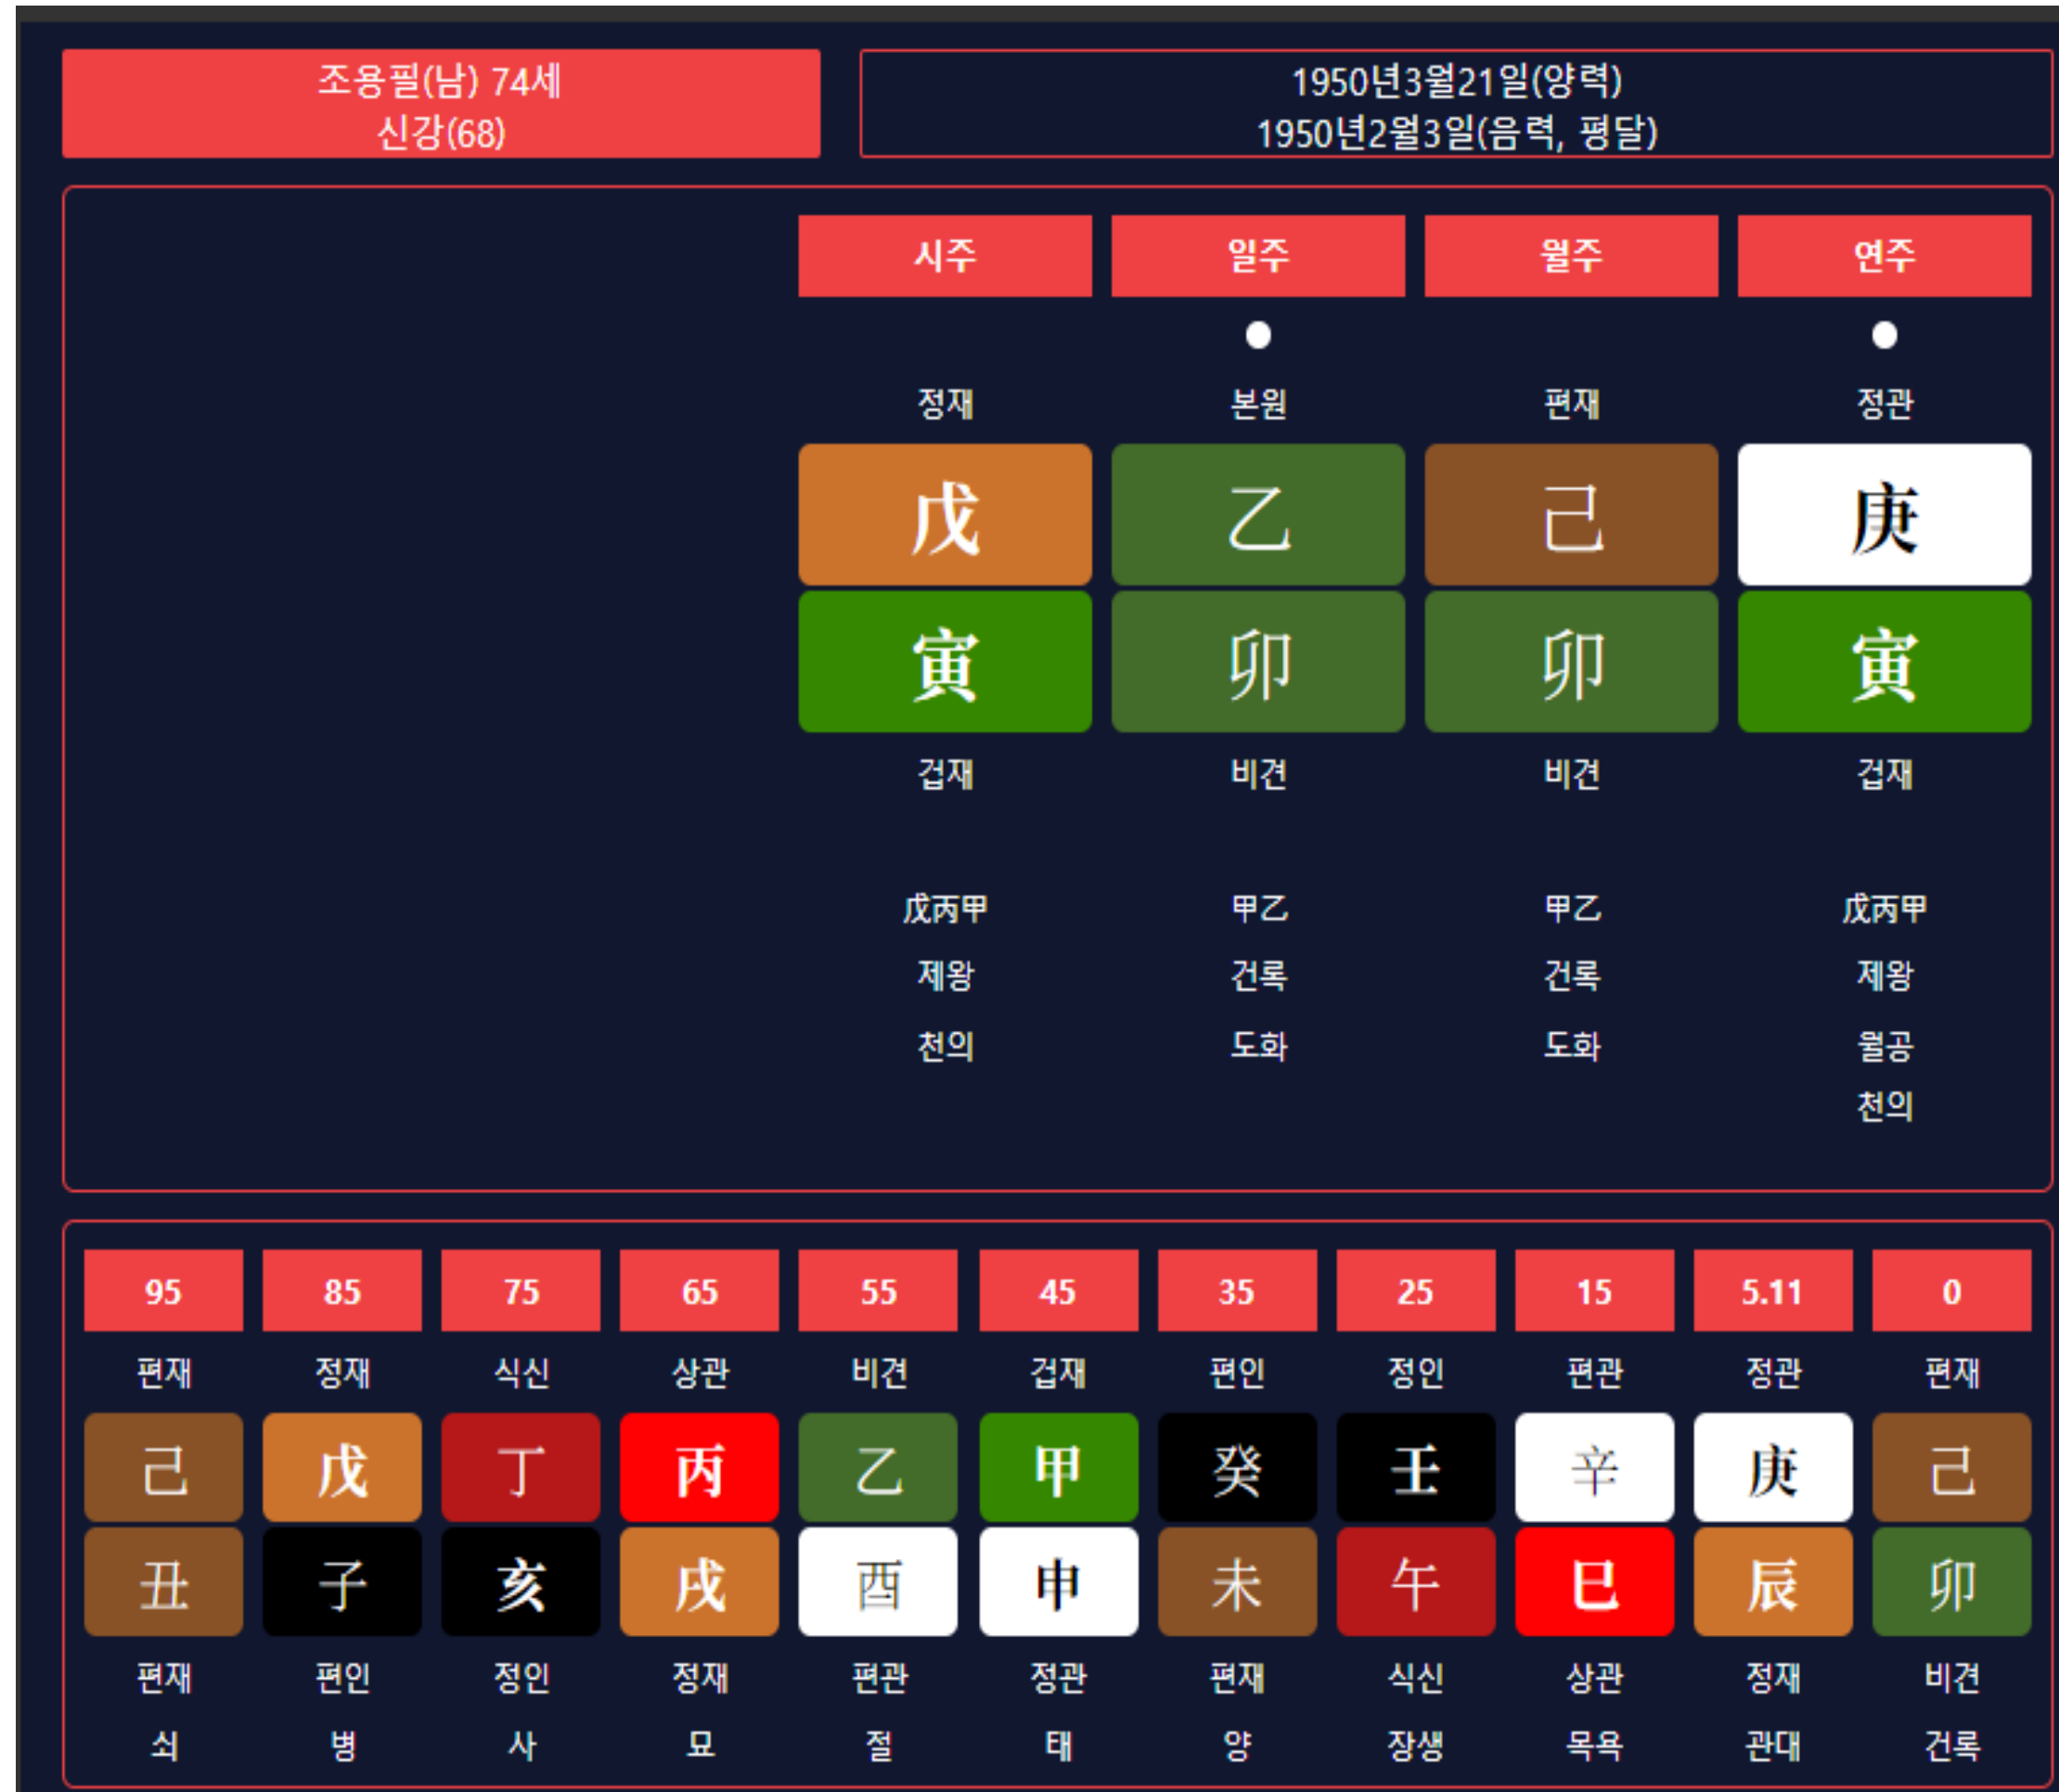 조용필(남) 74세
신강(68)
1950년3월21일(양력)
1950년2월3일(음력, 평달)
시주 일주 월주 연주
정재 본원 편재 정관
戊 乙 己 庚
寅 卯 卯 寅
겁재 비견 비견 겁재
戊丙甲 甲乙 甲乙 戊丙甲
제왕 건록 건록 제왕
천의 도화 도화 월공
천의
95 85 75 65 55 45 35 25 15 5.11 0
편재 정재 식신 상관 비견 겁재 편인 정인 편관 정관 편재
己 戊 丁 丙 乙 甲 癸 壬 辛 庚 己
丑 子 亥 戌 酉 申 未 午 巳 辰 卯
편재 편인 정인 정재 편관 정관 편재 식신 상관 정재 비견
쇠 병 사 묘 절 태 양 장생 목욕 관대 건록